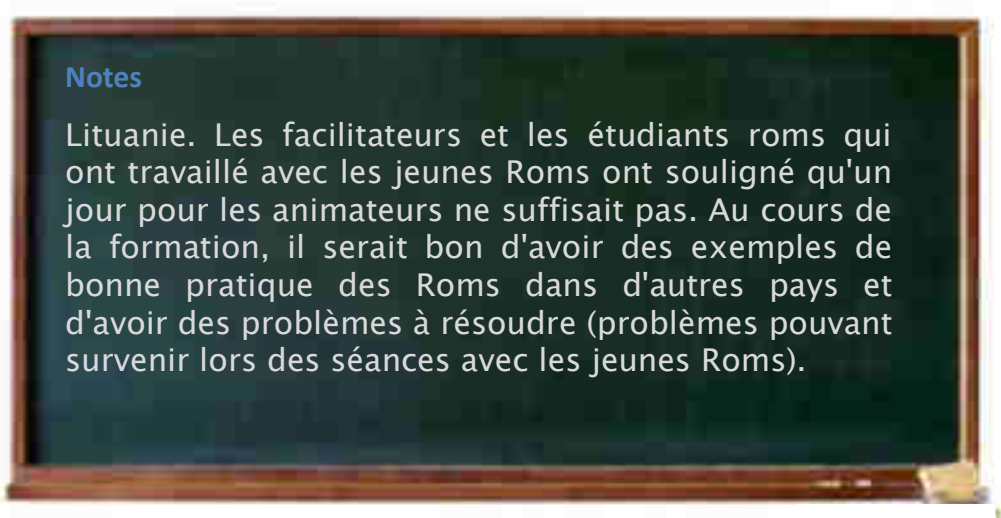 Notes
Lituanie. Les facilitateurs et les étudiants roms qui
ont travaillé avec les jeunes Roms ont souligné qu'un
jour pour les animateurs ne suffisait pas. Au cours de
la formation, il serait bon d'avoir des exemples de
bonne pratique des Roms dans d'autres pays et
d'avoir des problèmes à résoudre (problèmes pouvant
survenir lors des séances avec les jeunes Roms).